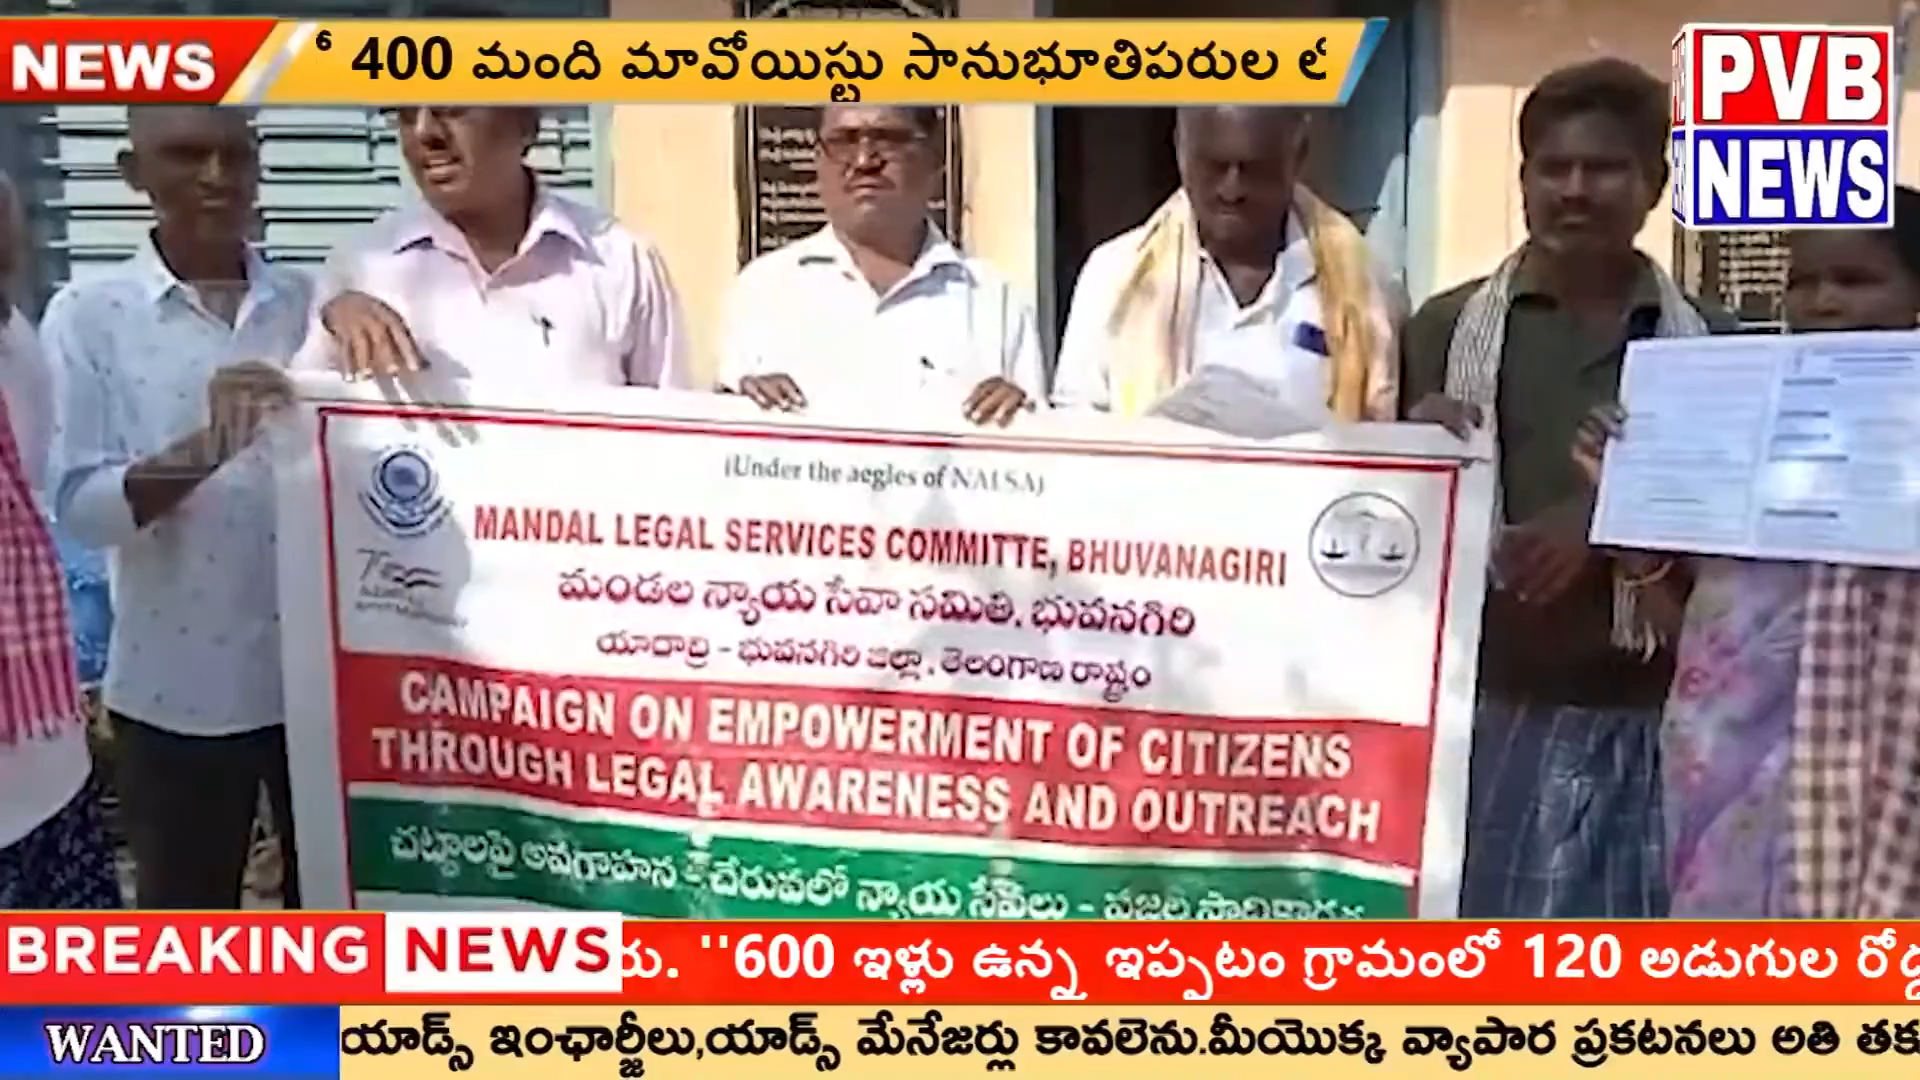 NEWS
400 మంది మావోయిస్టు సానుభూతిపరుల
PVB
NEWS
(Under the aegles of NALSA)
MANDAL LEGAL SERVICES COMMITTE, BHUVANAGIRI
మండల న్యాయ సేవా సమితి, భువనగిరి
యాదాద్రి - భువనగిరి జిల్లా, తెలంగాణ రాష్ట్రం
CAMPAIGN ON EMPOWERMENT OF CITIZENS
THROUGH LEGAL AWARENESS AND OUTREACH
చట్టాలపై అవగాహన - చేరువలో న్యాయ సేవలు -
BREAKING NEWS
"600 ఇళ్లు ఉన్న ఇప్పటం గ్రామంలో 120 అడుగుల
WANTED
యాడ్స్ ఇంఛార్జీలు,యాడ్స్ మేనేజర్లు కావలెను.మీయొక్క వ్యాపార ప్రకటనలు అతి